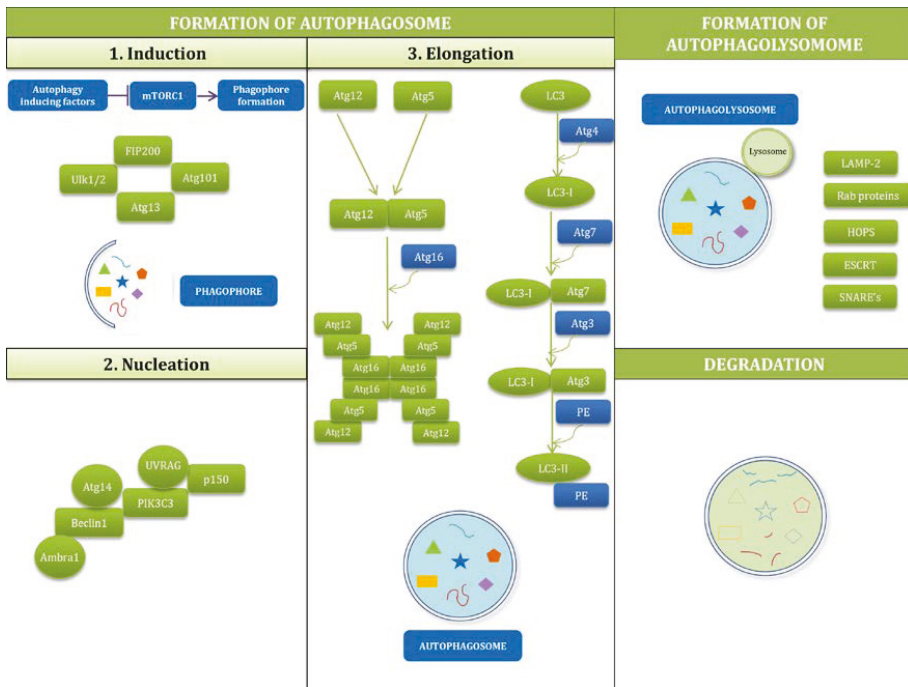 FORMATION OF AUTOPHAGOSOME
1. Induction
Autophagy
inducing factors
mTORC1
Phagophore
formation
FIP200
Ulk1/2
Atg101
Atg13
PHAGOPHORE
2. Nucleation
UVRAG
p150
Atg14
PIK3C3
Beclin1
Ambra1
3. Elongation
Atg12
Atg5
Atg12
Atg5
Atg16
Atg12
Atg12
Atg5
Atg5
Atg16
Atg16
Atg16
Atg16
Atg5
Atg5
Atg12
Atg12
LC3
Atg4
LC3-I
Atg7
LC3-I
Atg7
Atg3
LC3-I
Atg3
PE
LC3-II
PE
AUTOPHAGOSOME
FORMATION OF
AUTOPHAGOLYSOMOME
AUTOPHAGOLYSOSOME
Lysosome
LAMP-2
Rab proteins
HOPS
ESCRT
SNARE's
DEGRADATION